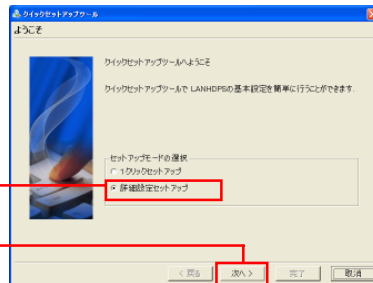 クイックセットアップツール
ようこそ
クイックセットアップツールへようこそ
クイックセットアップツールで LANHDPSの基本設定を簡単に行うことができます.
セットアップモードの選択
1クリックセットアップ
詳細設定セットアップ
< 戻る 次へ > 完了 取消